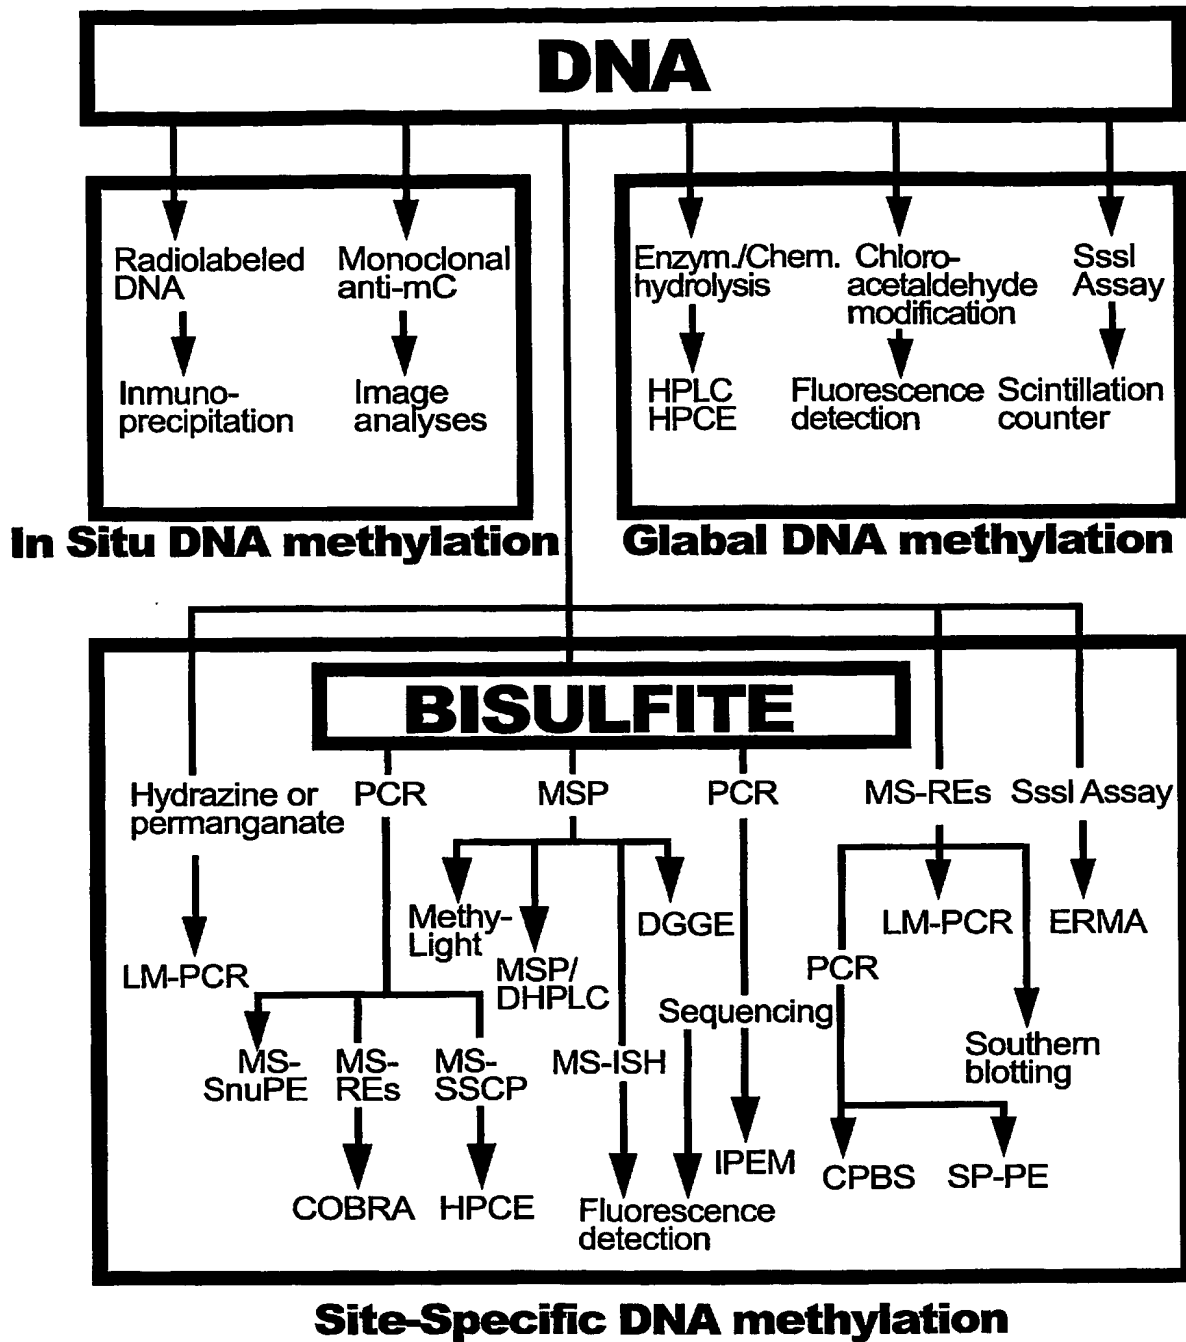 DNA
Radiolabeled
DNA
Inmuno-
precipitation
Monoclonal
anti-mC
Image
analyses
In Situ DNA methylation
Enzym./Chem.
hydrolysis
HPLC
HPCE
Chloro-
acetaldehyde
modification
Fluorescence
detection
SssI
Assay
Scintillation
counter
Glabal DNA methylation
BISULFITE
Hydrazine or
permanganate
LM-PCR
PCR
MS-
SnuPE
MS-
REs
COBRA
MS-
SSCP
HPCE
MSP
Methy-
Light
MSP/
DHPLC
MS-ISH
DGGE
Fluorescence
detection
PCR
Sequencing
IPEM
MS-REs
PCR
CPBS
SP-PE
LM-PCR
Southern
blotting
SssI Assay
ERMA
Site-Specific DNA methylation